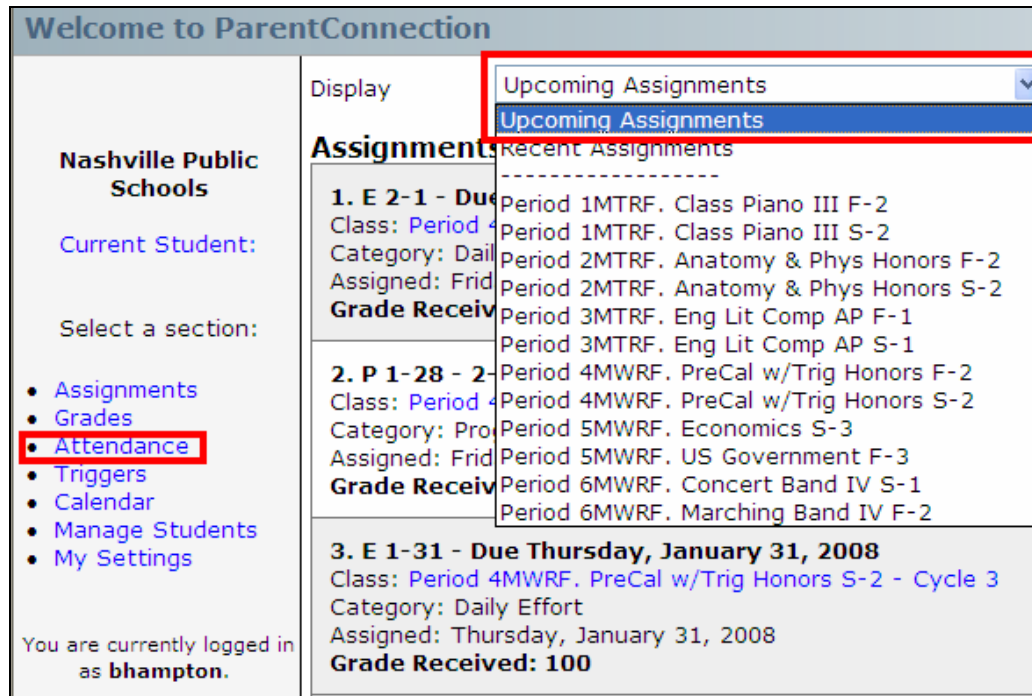 Welcome to ParentConnection
Nashville Public
Schools
Current Student:
Select a section:
Assignments
Grades
Attendance
Triggers
Calendar
Manage Students
My Settings
You are currently logged in
as bhampton.
Display
Upcoming Assignments
Upcoming Assignments
Recent Assignments
------------------
Period 1MTRF. Class Piano III F-2
Period 1MTRF. Class Piano III S-2
Period 2MTRF. Anatomy & Phys Honors F-2
Period 2MTRF. Anatomy & Phys Honors S-2
Period 3MTRF. Eng Lit Comp AP F-1
Period 3MTRF. Eng Lit Comp AP S-1
Period 4MWRF. PreCal w/Trig Honors F-2
Period 4MWRF. PreCal w/Trig Honors S-2
Period 5MWRF. Economics S-3
Period 5MWRF. US Government F-3
Period 6MWRF. Concert Band IV S-1
Period 6MWRF. Marching Band IV F-2
Assignments
1. E 2-1 - Due
Class: Period 4
Category: Dail
Assigned: Frid
Grade Receiv
2. P 1-28 - 2-
Class: Period 4
Category: Pro
Assigned: Frid
Grade Receiv
3. E 1-31 - Due Thursday, January 31, 2008
Class: Period 4MWRF. PreCal w/Trig Honors S-2 - Cycle 3
Category: Daily Effort
Assigned: Thursday, January 31, 2008
Grade Received: 100